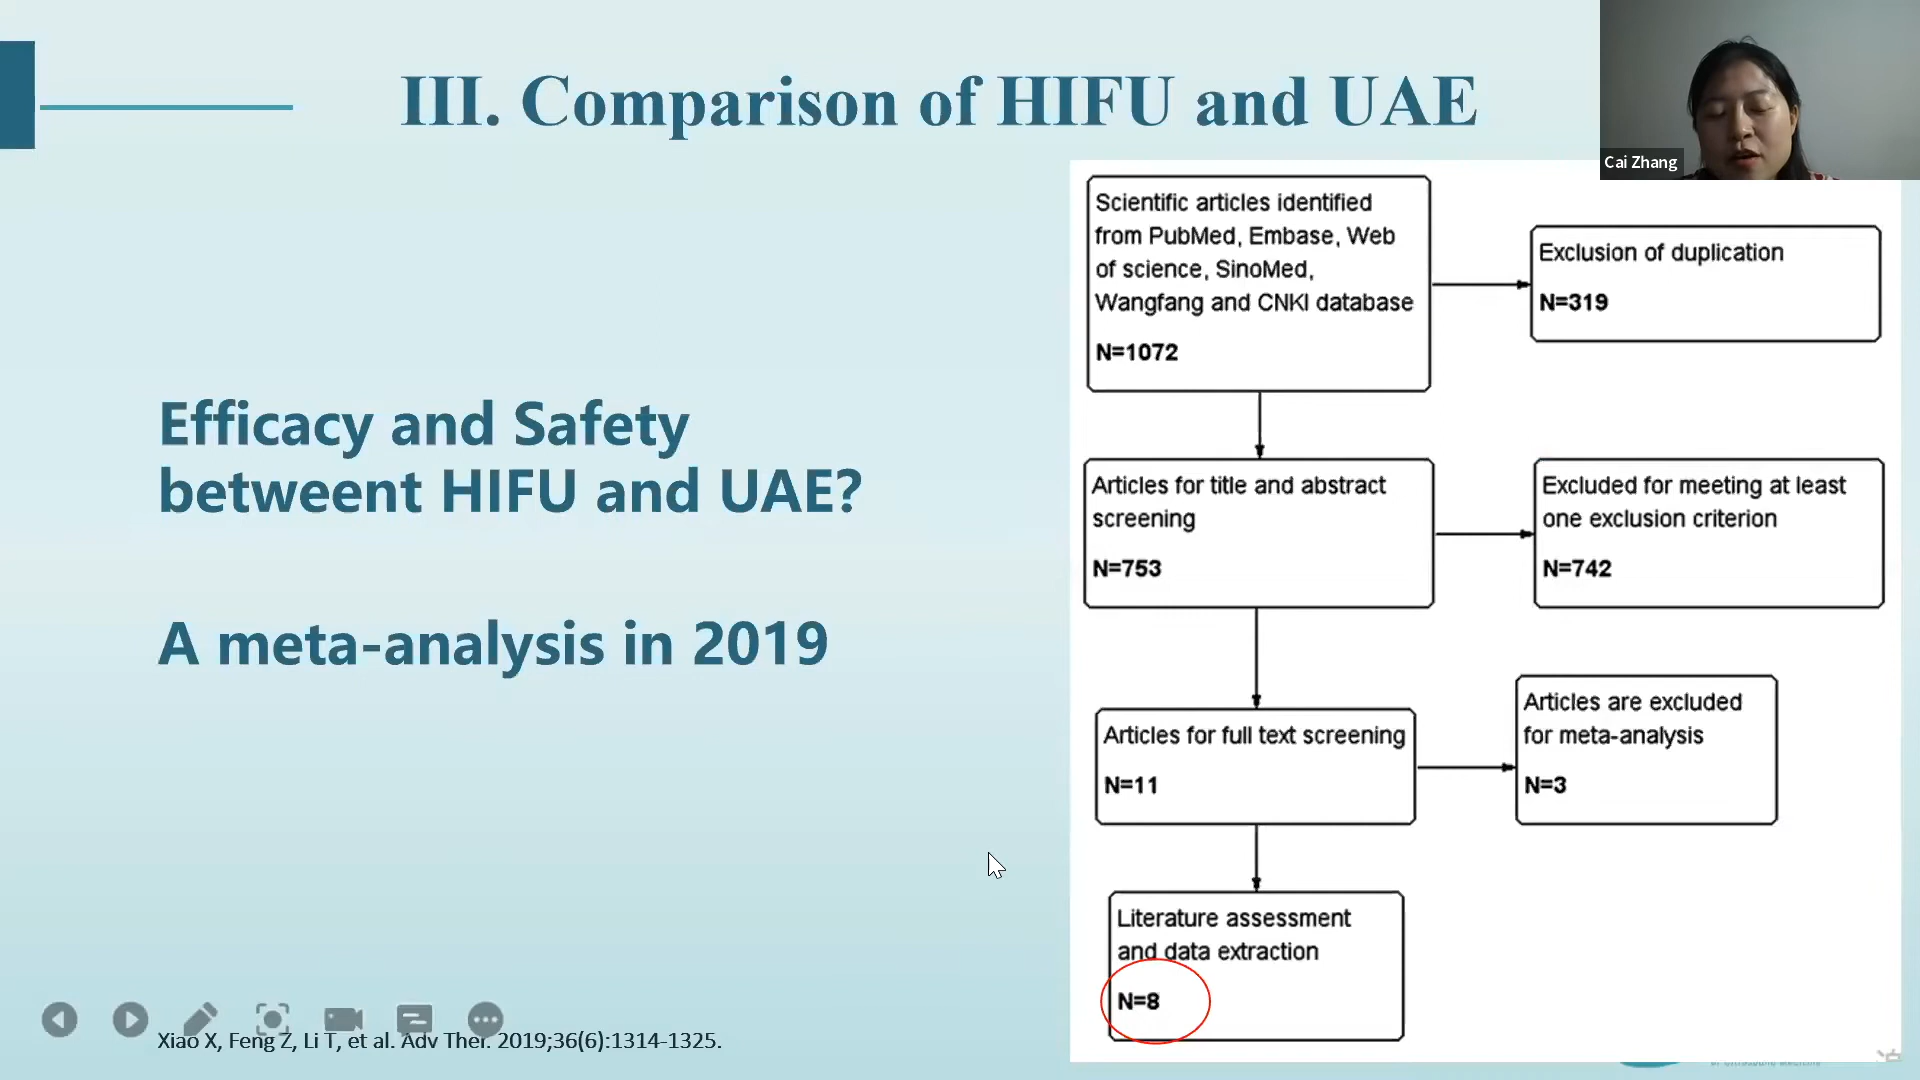 III. Comparison of HIFU and UAE
Cai Zhang
Efficacy and Safety
betweent HIFU and UAE?
A meta-analysis in 2019
Scientific articles identified
from PubMed, Embase, Web
of science, SinoMed,
Wangfang and CNKI database
N=1072
Exclusion of duplication
N=319
Articles for title and abstract
screening
N=753
Excluded for meeting at least
one exclusion criterion
N=742
Articles for full text screening
N=11
Articles are excluded
for meta-analysis
N=3
Literature assessment
and data extraction
N=8
Xiao X, Feng Z, Li T, et al. Adv Ther. 2019;36(6):1314-1325.